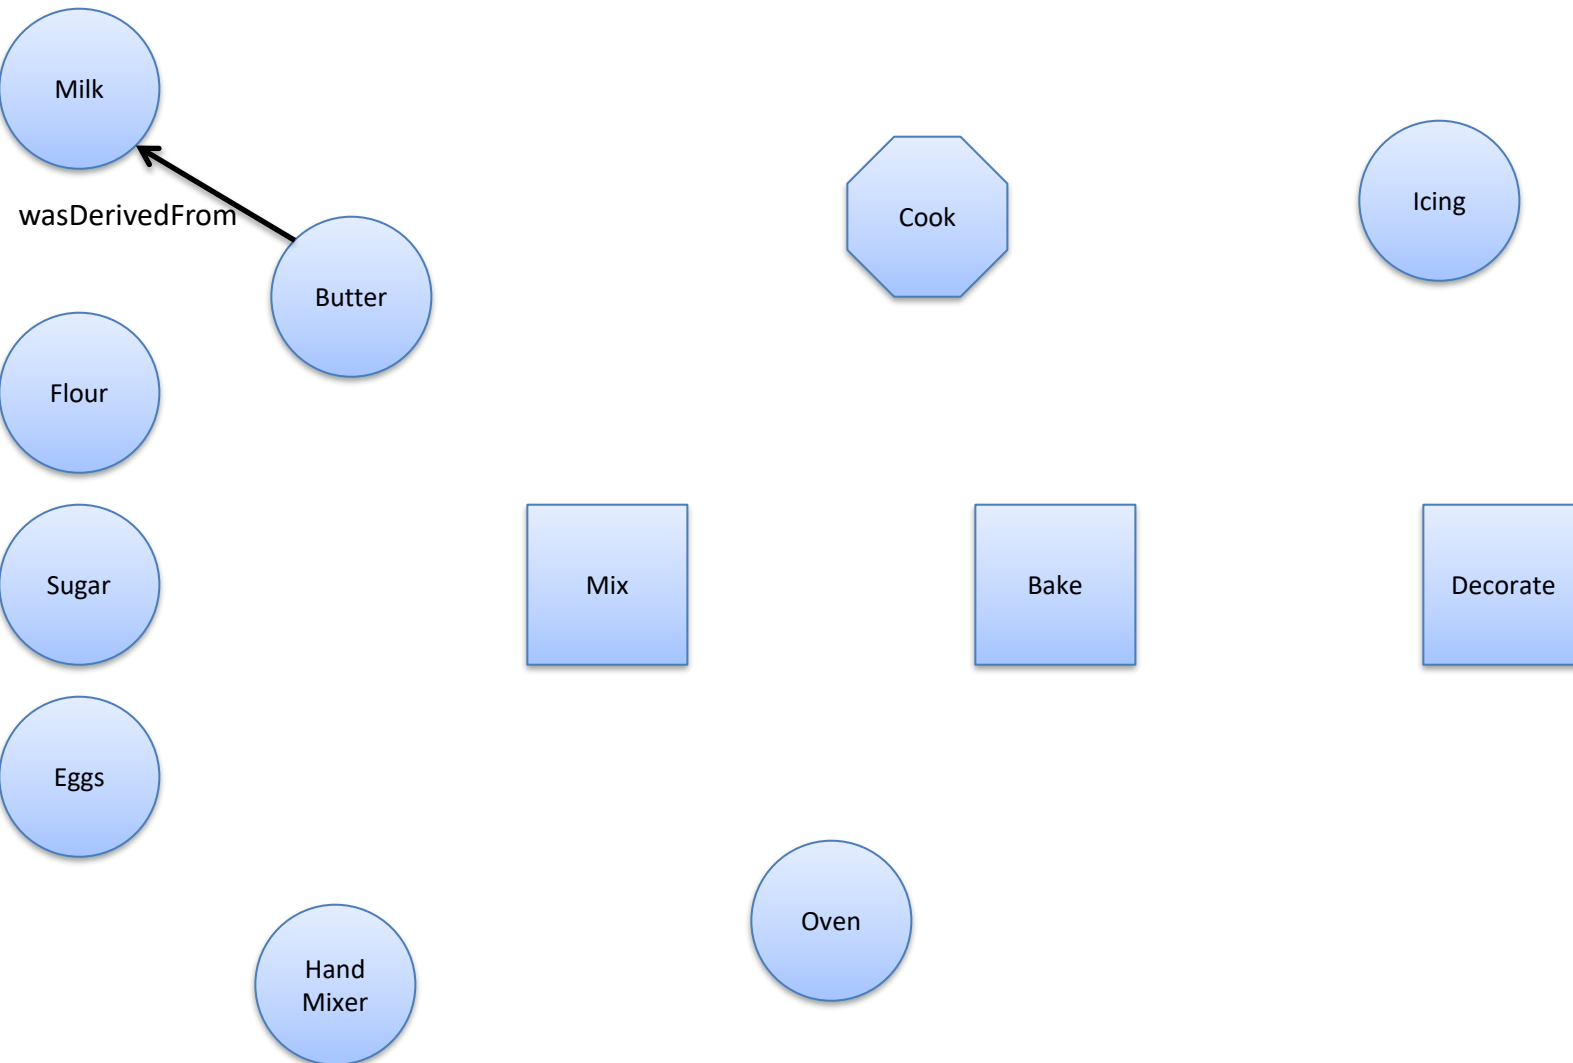 Milk
wasDerivedFrom
Butter
Cook
Icing
Flour
Sugar
Mix
Bake
Decorate
Eggs
Oven
Hand
Mixer